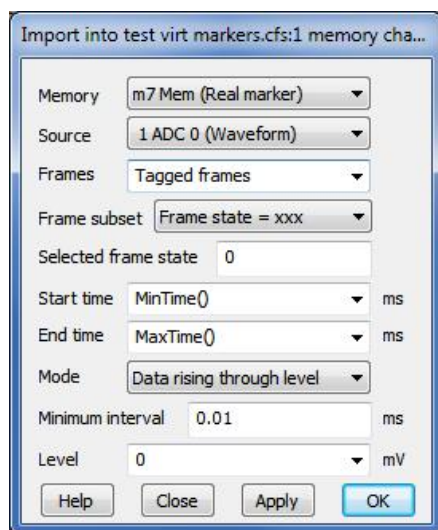 Import into test virt markers.cfs:1 memory cha...
Memory m7 Mem (Real marker)
Source 1 ADC 0 (Waveform)
Frames Tagged frames
Frame subset Frame state = xxx
Selected frame state 0
Start time MinTime() ms
End time MaxTime() ms
Mode Data rising through level
Minimum interval 0.01 ms
Level 0 mV
Help Close Apply OK